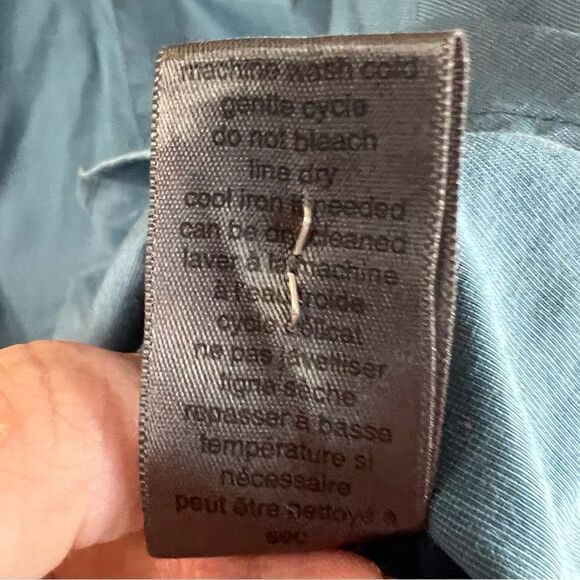 machine wash cold
gentle cycle
do not bleach
line dry
cool iron if needed
can be dry cleaned
laver à la machine
à l'eau froide
cycle délicat
ne pas javelliser
ligne sèche
repasser à basse
température si
nécessaire
peut être nettoyé à
sec